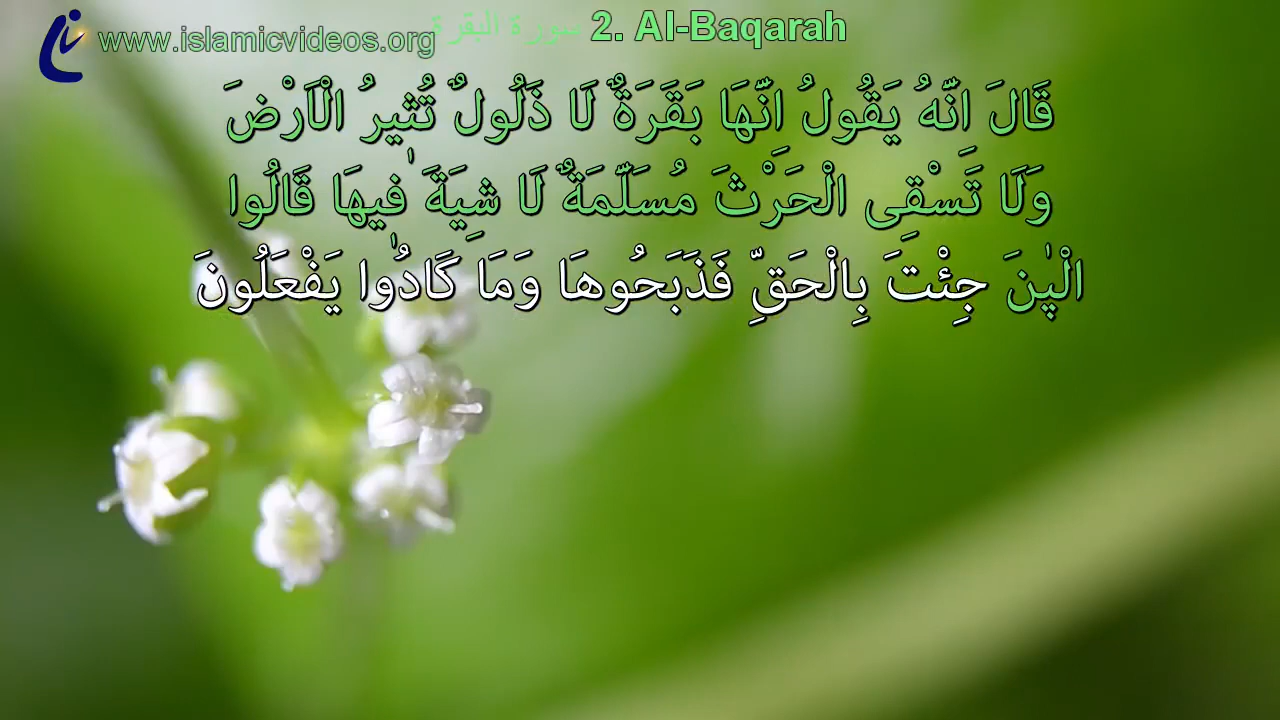 www.islamicvideos.org سورة البقرة 2. Al-Baqarah
قَالَ اِنَّهُ يَقُولُ اِنَّهَا بَقَرَةٌ لَا ذَلُولٌ تُثٖيرُ الْاَرْضَ
وَلَا تَسْقِى الْحَرْثَ مُسَلَّمَةٌ لَا شِيَةَ فٖيهَا قَالُوا
الْپٰنَ جِئْتَ بِالْحَقِّ فَذَبَحُوهَا وَمَا كَادُوا يَفْعَلُونَ